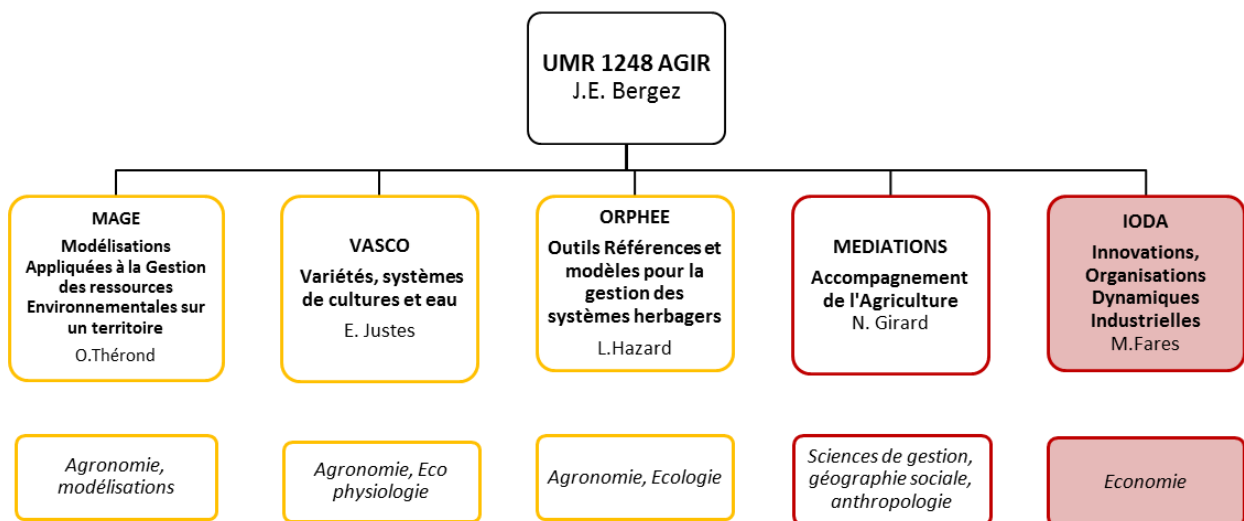 UMR 1248 AGIR
J.E. Bergez
MAGE
Modélisations
Appliquées à la Gestion
des ressources
Environnementales sur
un territoire
O.Thérond
VASCO
Variétés, systèmes
de cultures et eau
E. Justes
ORPHEE
Outils Références et
modèles pour la
gestion des
systèmes herbagers
L.Hazard
MEDIATIONS
Accompagnement
de l'Agriculture
N. Girard
IODA
Innovations,
Organisations
Dynamiques
Industrielles
M.Fares
Agronomie,
modélisations
Agronomie, Eco
physiologie
Agronomie, Ecologie
Sciences de gestion,
géographie sociale,
anthropologie
Economie